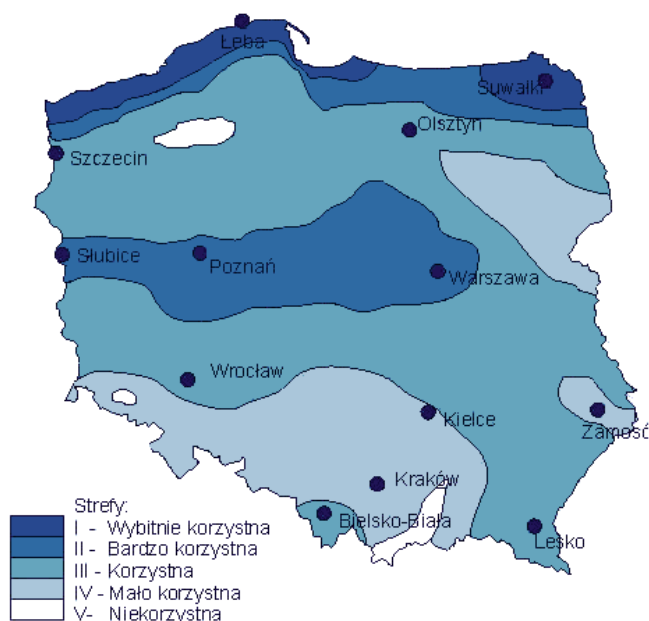 Łeba
Suwałki
Olsztyn
Szczecin
Słubice
Poznań
Warszawa
Wrocław
Kielce
Zamość
Kraków
Bielsko-Biała
Lesko
Strefy:
I - Wybitnie korzystna
II - Bardzo korzystna
III - Korzystna
IV - Mało korzystna
V- Niekorzystna